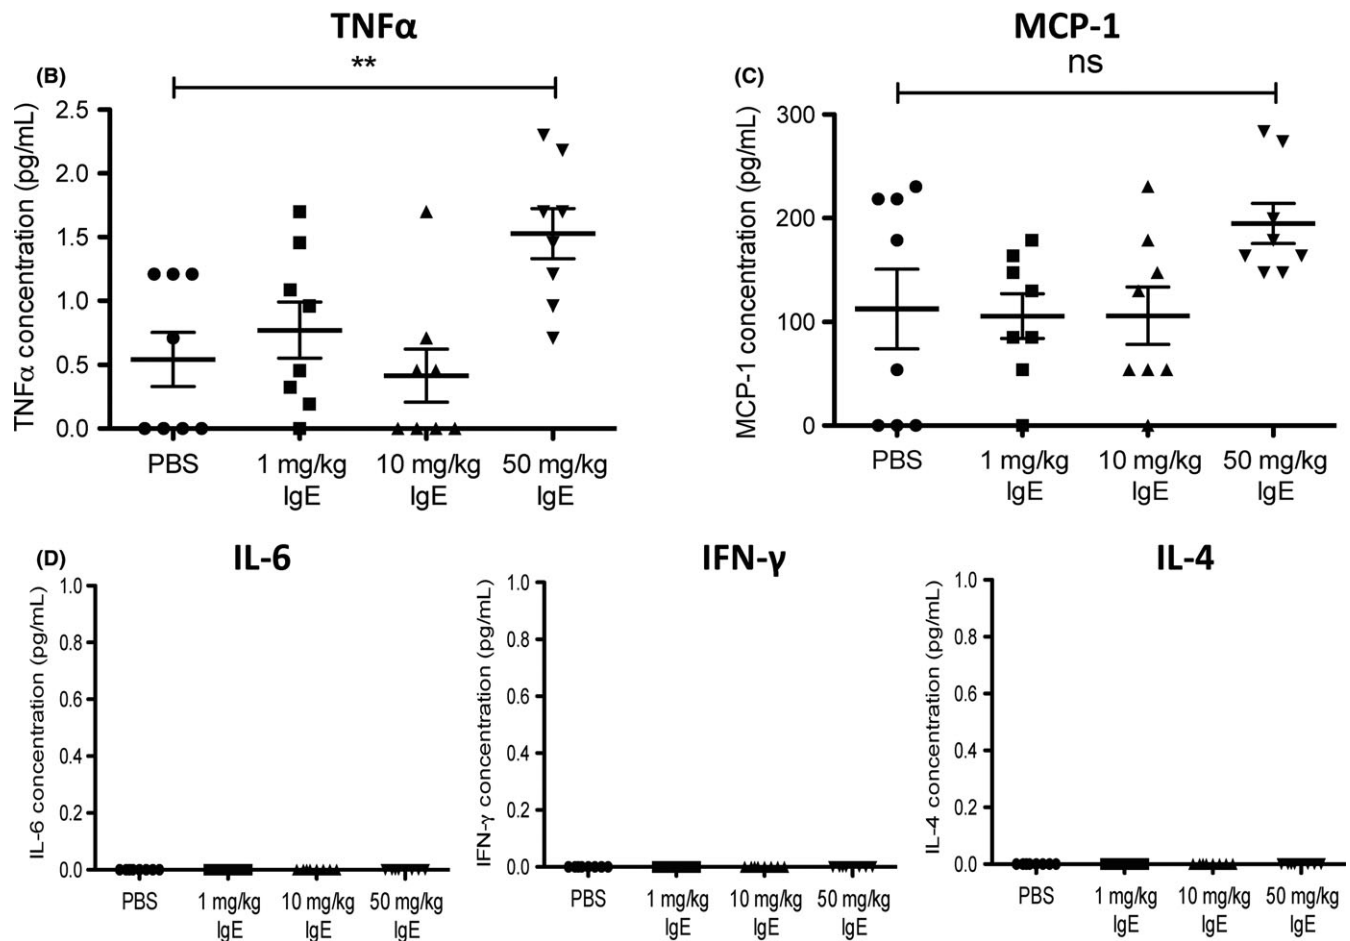 TNFα
MCP-1
(B)
**
(C)
ns
TNFα concentration (pg/mL)
2.5
2.0
1.5
1.0
0.5
0.0
PBS
1 mg/kg
IgE
10 mg/kg
IgE
50 mg/kg
IgE
MCP-1 concentration (pg/mL)
300
200
100
0
PBS
1 mg/kg
IgE
10 mg/kg
IgE
50 mg/kg
IgE
(D)
IL-6
IFN-γ
IL-4
IL-6 concentration (pg/mL)
1.0
0.8
0.6
0.4
0.2
0.0
PBS
1 mg/kg
IgE
10 mg/kg
IgE
50 mg/kg
IgE
IFN-γ concentration (pg/mL)
1.0
0.8
0.6
0.4
0.2
0.0
PBS
1 mg/kg
IgE
10 mg/kg
IgE
50 mg/kg
IgE
IL-4 concentration (pg/mL)
1.0
0.8
0.6
0.4
0.2
0.0
PBS
1 mg/kg
IgE
10 mg/kg
IgE
50 mg/kg
IgE